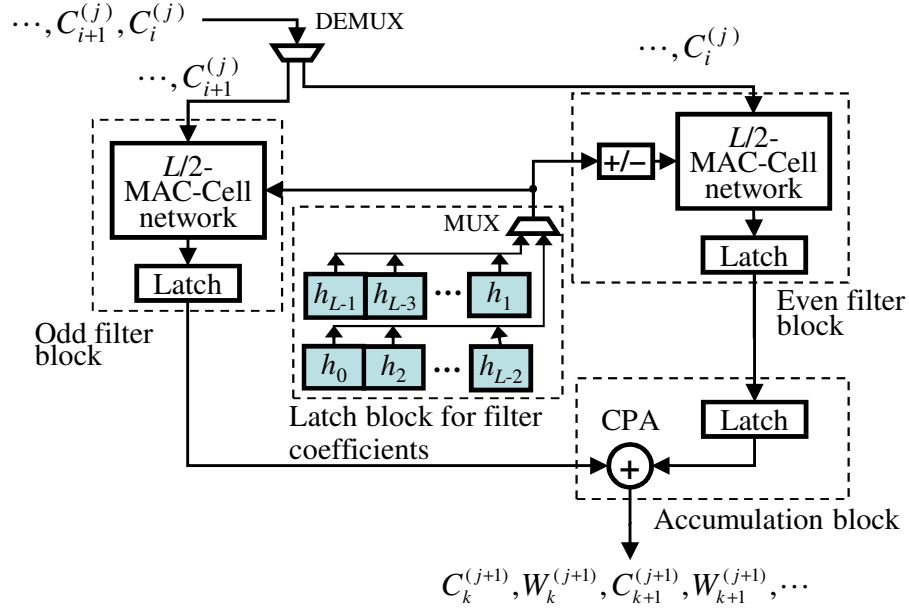 ⋯, C_{i+1}^{(j)}, C_i^{(j)}
DEMUX
⋯, C_{i+1}^{(j)}
⋯, C_i^{(j)}
L/2-
MAC-Cell
network
Latch
Odd filter
block
+/−
L/2-
MAC-Cell
network
Latch
Even filter
block
MUX
h_{L-1} h_{L-3} ⋯ h_1
h_0 h_2 ⋯ h_{L-2}
Latch block for filter
coefficients
CPA
+
Latch
Accumulation block
C_k^{(j+1)}, W_k^{(j+1)}, C_{k+1}^{(j+1)}, W_{k+1}^{(j+1)}, ⋯